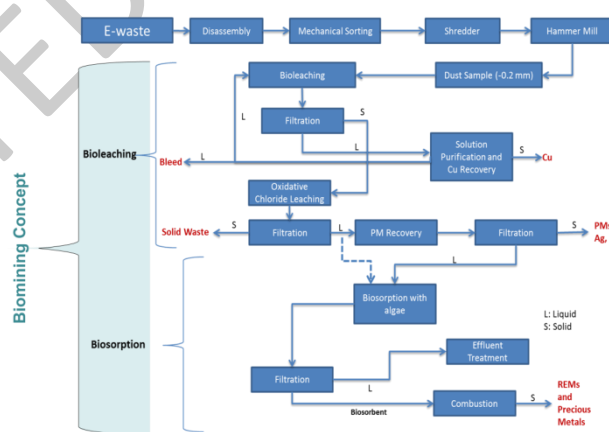 E-waste
Disassembly
Mechanical Sorting
Shredder
Hammer Mill
Bioleaching
Dust Sample (-0.2 mm)
L
Filtration
S
L
Solution
Purification and
Cu Recovery
S
Cu
Bioleaching
Bleed
L
Oxidative
Chloride Leaching
Solid Waste
S
Filtration
L
PM Recovery
Filtration
S
PMs
Ag,
L
Biosorption with
algae
L: Liquid
S: Solid
Biomining Concept
Biosorption
Effluent
Treatment
Filtration
L
Biosorbent
Combustion
S
REMs
and
Precious
Metals